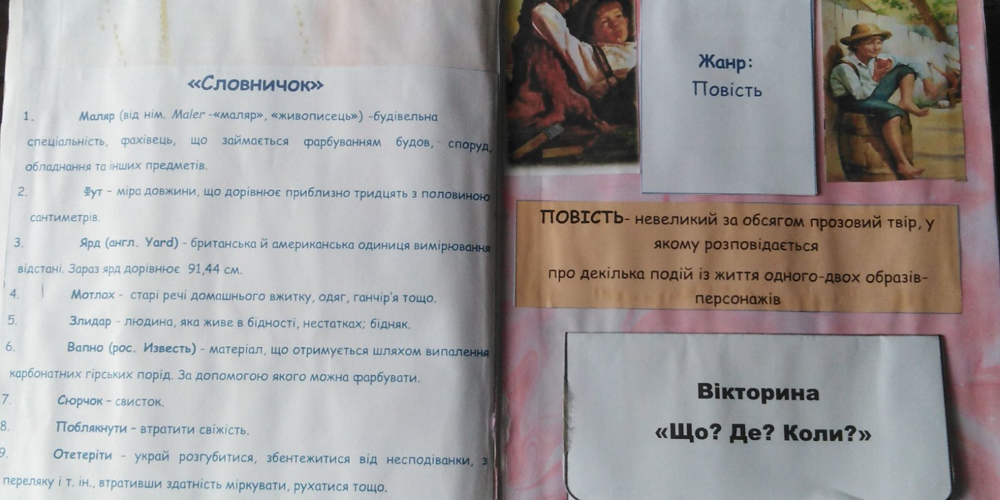 «Словничок»
1. Маляр (від нім. Maler -«маляр», «живописець») -будівельна
спеціальність, фахівець, що займається фарбуванням будов, споруд,
обладнання та інших предметів.
2. Фут – міра довжини, що дорівнює приблизно тридцять з половиною
сантиметрів.
3. Ярд (англ. Yard) – британська й американська одиниця вимірювання
відстані. Зараз ярд дорівнює 91,44 см.
4. Мотлох - старі речі домашнього вжитку, одяг, ганчір'я тощо.
5. Злидар – людина, яка живе в бідності, нестатках; бідняк.
6. Вапно (рос. Известь) – матеріал, що отримується шляхом випалення
карбонатних гірських порід. За допомогою якого можна фарбувати.
7. Сюрчок – свисток.
8. Поблякнути – втратити свіжість.
9. Отетеріти - украй розгубитися, збентежитися від несподіванки, з
переляку і т. ін., втративши здатність міркувати, рухатися тощо.
Жанр:
Повість
ПОВІСТЬ- невеликий за обсягом прозовий твір, у
якому розповідається
про декілька подій із життя одного-двох образів-
персонажів
Вікторина
«Що? Де? Коли?»